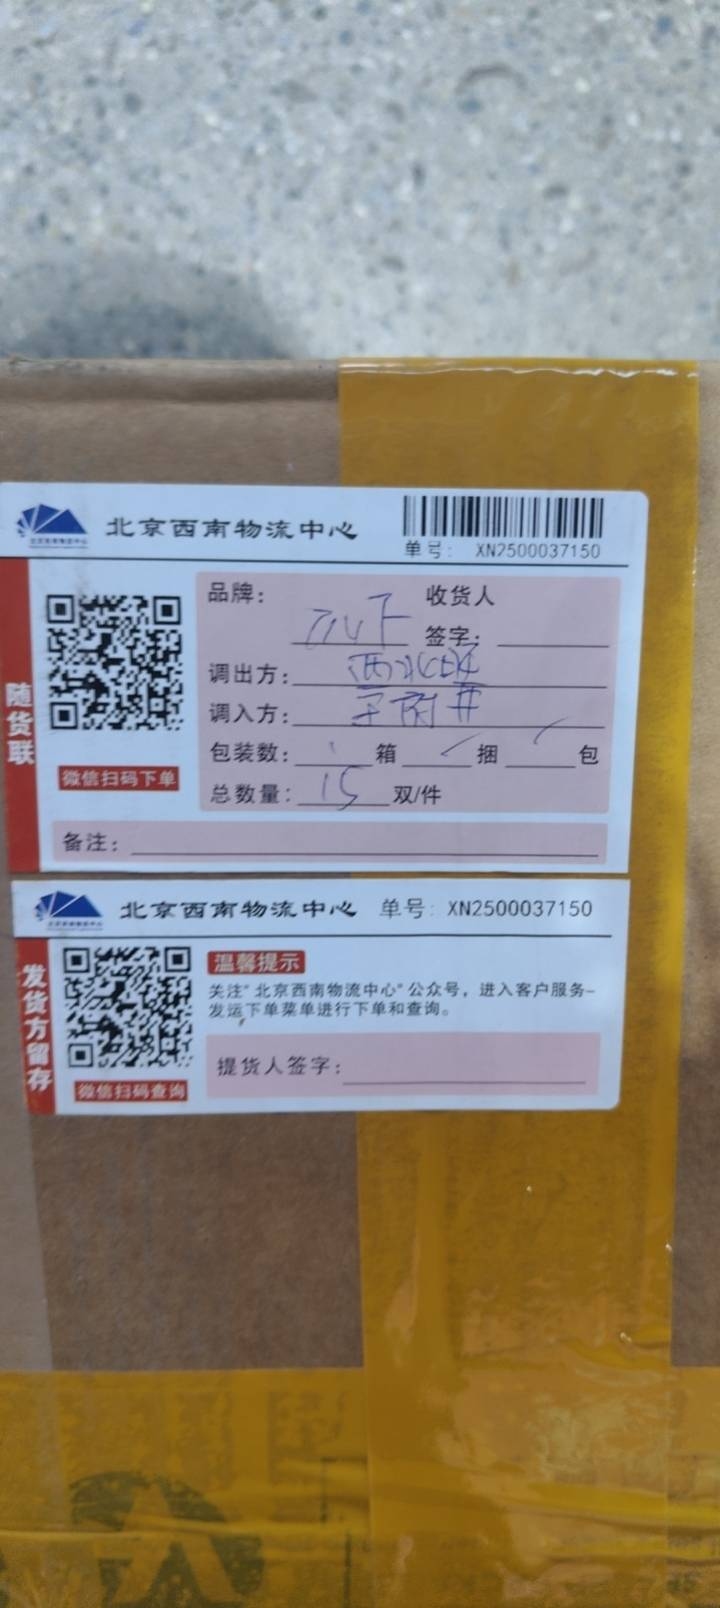 北京西南物流中心
单号: XN2500037150
随货联
微信扫码下单
品牌:
收货人
签字:
调出方:
调入方: 王府井
包装数: 1 箱 捆 包
总数量: 15 双/件
备注:
北京西南物流中心 单号: XN2500037150
发货方留存
微信扫码查询
温馨提示
关注"北京西南物流中心"公众号，进入客户服务-
发运下单菜单进行下单和查询。
提货人签字: